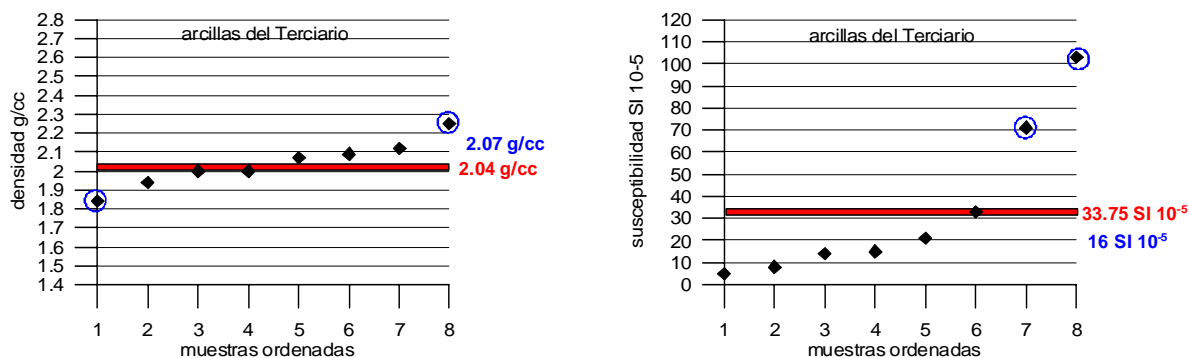 arcillas del Terciario
densidad g/cc
2.8
2.7
2.6
2.5
2.4
2.3
2.2
2.1
2
1.9
1.8
1.7
1.6
1.5
1.4
2.07 g/cc
2.04 g/cc
1 2 3 4 5 6 7 8
muestras ordenadas
arcillas del Terciario
susceptibilidad SI 10-5
120
110
100
90
80
70
60
50
40
30
20
10
0
33.75 SI 10⁻⁵
16 SI 10⁻⁵
1 2 3 4 5 6 7 8
muestras ordenadas